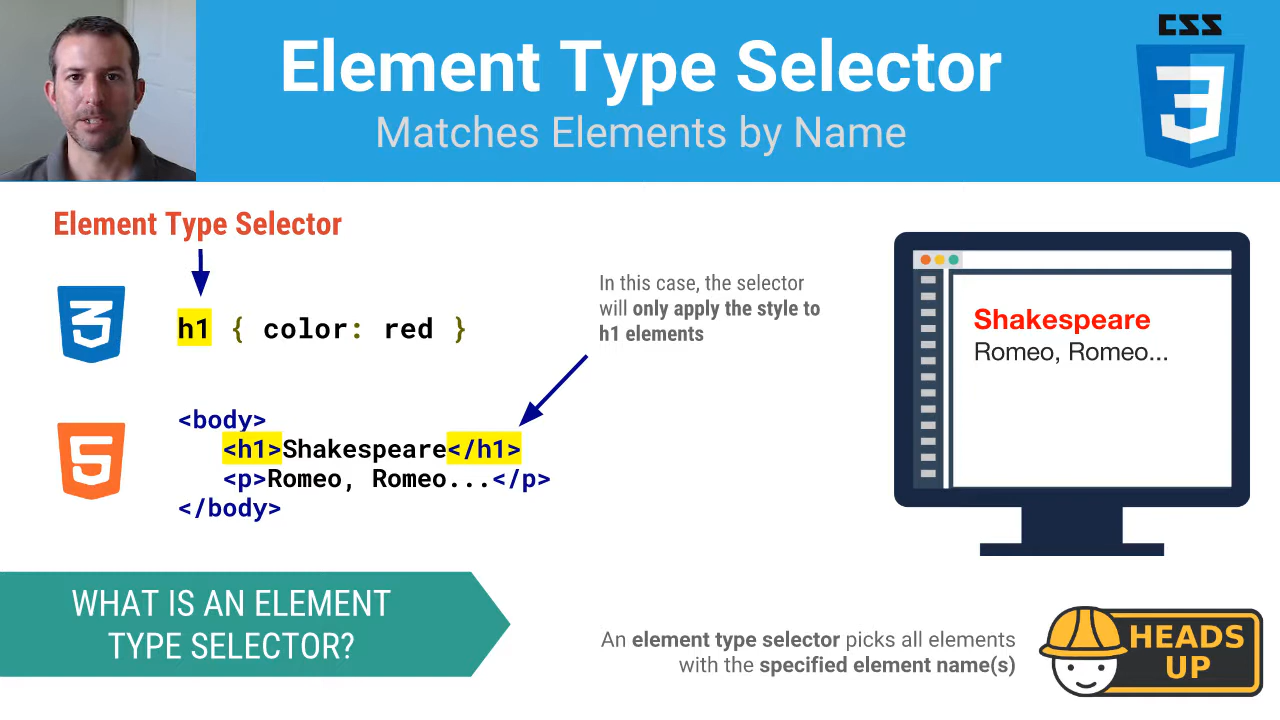 Element Type Selector
Matches Elements by Name
CSS
3
Element Type Selector
3
h1 { color: red }
In this case, the selector
will only apply the style to
h1 elements
5
<body>
<h1>Shakespeare</h1>
<p>Romeo, Romeo...</p>
</body>
Shakespeare
Romeo, Romeo...
WHAT IS AN ELEMENT
TYPE SELECTOR?
An element type selector picks all elements
with the specified element name(s)
HEADS
UP